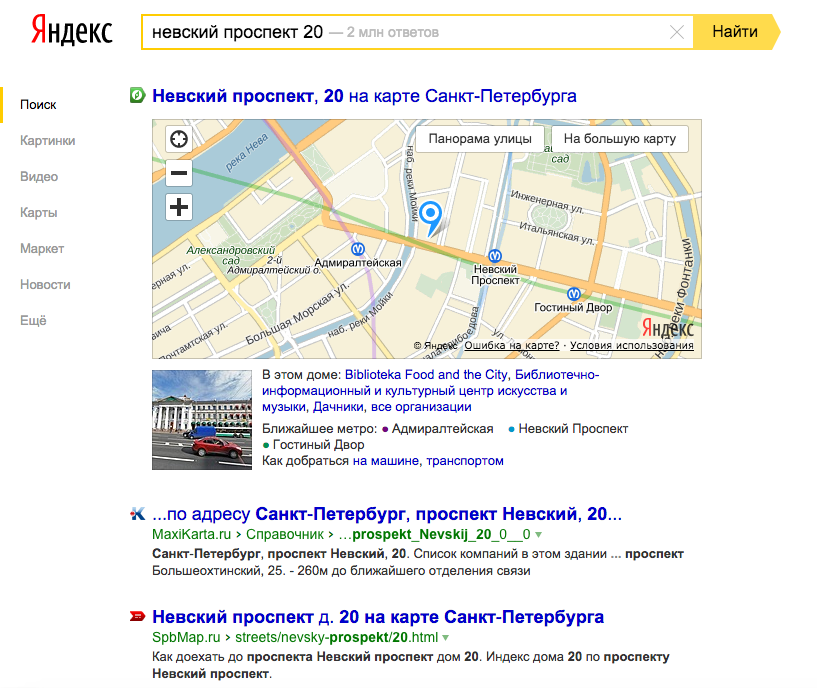 Яндекс
невский проспект 20 — 2 млн ответов
Найти
Поиск
Картинки
Видео
Карты
Маркет
Новости
Ещё
Невский проспект, 20 на карте Санкт-Петербурга
Панорама улицы
На большую карту
река Нева
наб. реки Мойки
сад
Инженерная ул.
Итальянская ул.
Александровский
сад
2-й
Адмиралтейский о.
Адмиралтейская
Невский
Проспект
Гостиный Двор
Большая Морская ул.
наб. реки Мойки
реки Фонтанки
Яндекс
© Яндекс Ошибка на карте? · Условия использования
В этом доме: Biblioteka Food and the City, Библиотечно-
информационный и культурный центр искусства и
музыки, Дачники, все организации
Ближайшее метро: ● Адмиралтейская ● Невский Проспект
● Гостиный Двор
Как добраться на машине, транспортом
...по адресу Санкт-Петербург, проспект Невский, 20...
MaxiKarta.ru › Справочник › …prospekt_Nevskij_20_0__0
Санкт-Петербург, проспект Невский, 20. Список компаний в этом здании ... проспект
Большеохтинский, 25. - 260м до ближайшего отделения связи
Невский проспект д. 20 на карте Санкт-Петербурга
SpbMap.ru › streets/nevsky-prospekt/20.html
Как доехать до проспекта Невский проспект дом 20. Индекс дома 20 по проспекту
Невский проспект.